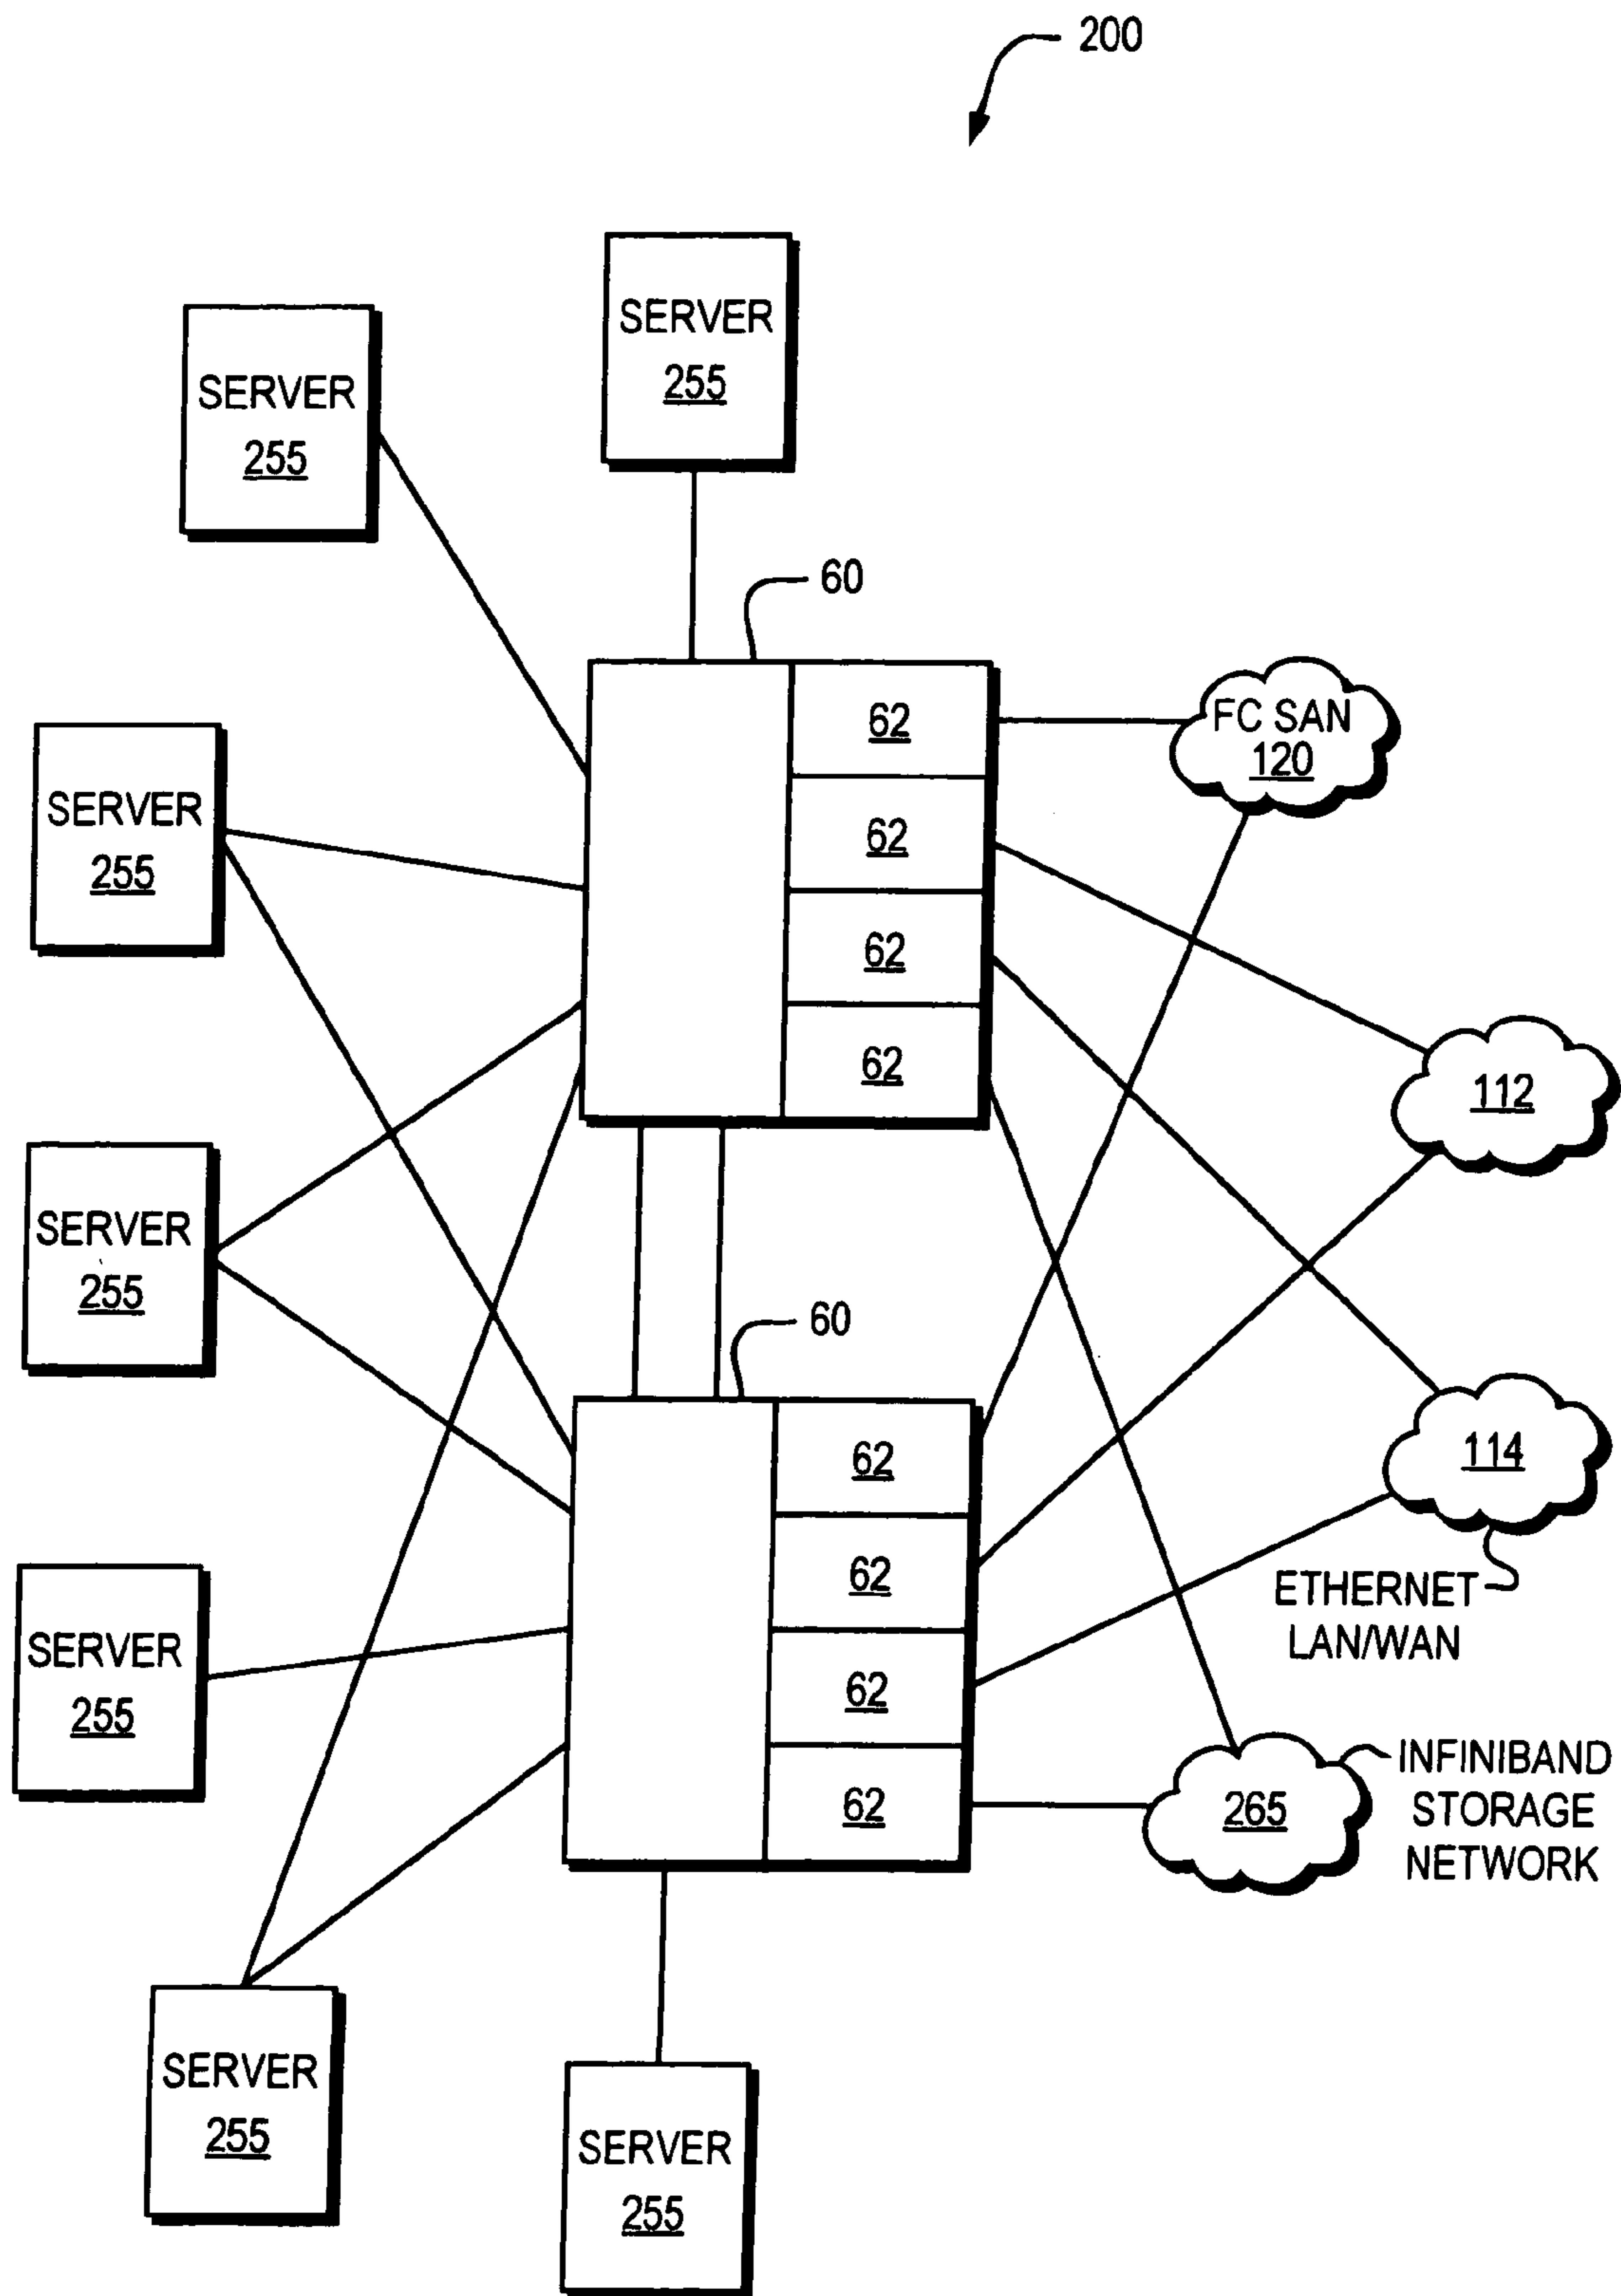 200
SERVER
255
SERVER
255
60
62
FC SAN
120
62
SERVER
255
62
62
112
SERVER
255
60
62
114
62
ETHERNET
LAN/WAN
SERVER
255
62
INFINIBAND
STORAGE
NETWORK
62
265
SERVER
255
SERVER
255